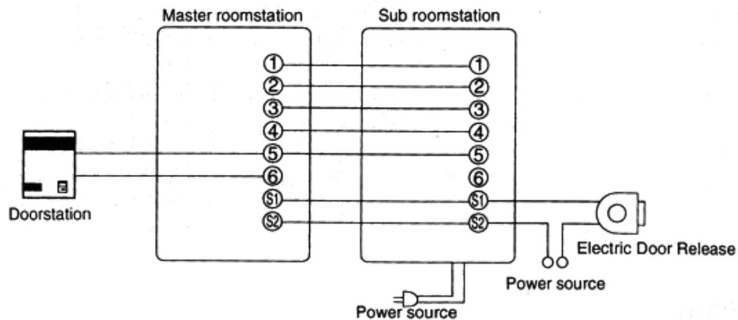 Master roomstation
Sub roomstation
1 1
2 2
3 3
4 4
5 5
6 6
S1 S1
S2 S2
Doorstation
Electric Door Release
Power source
Power source